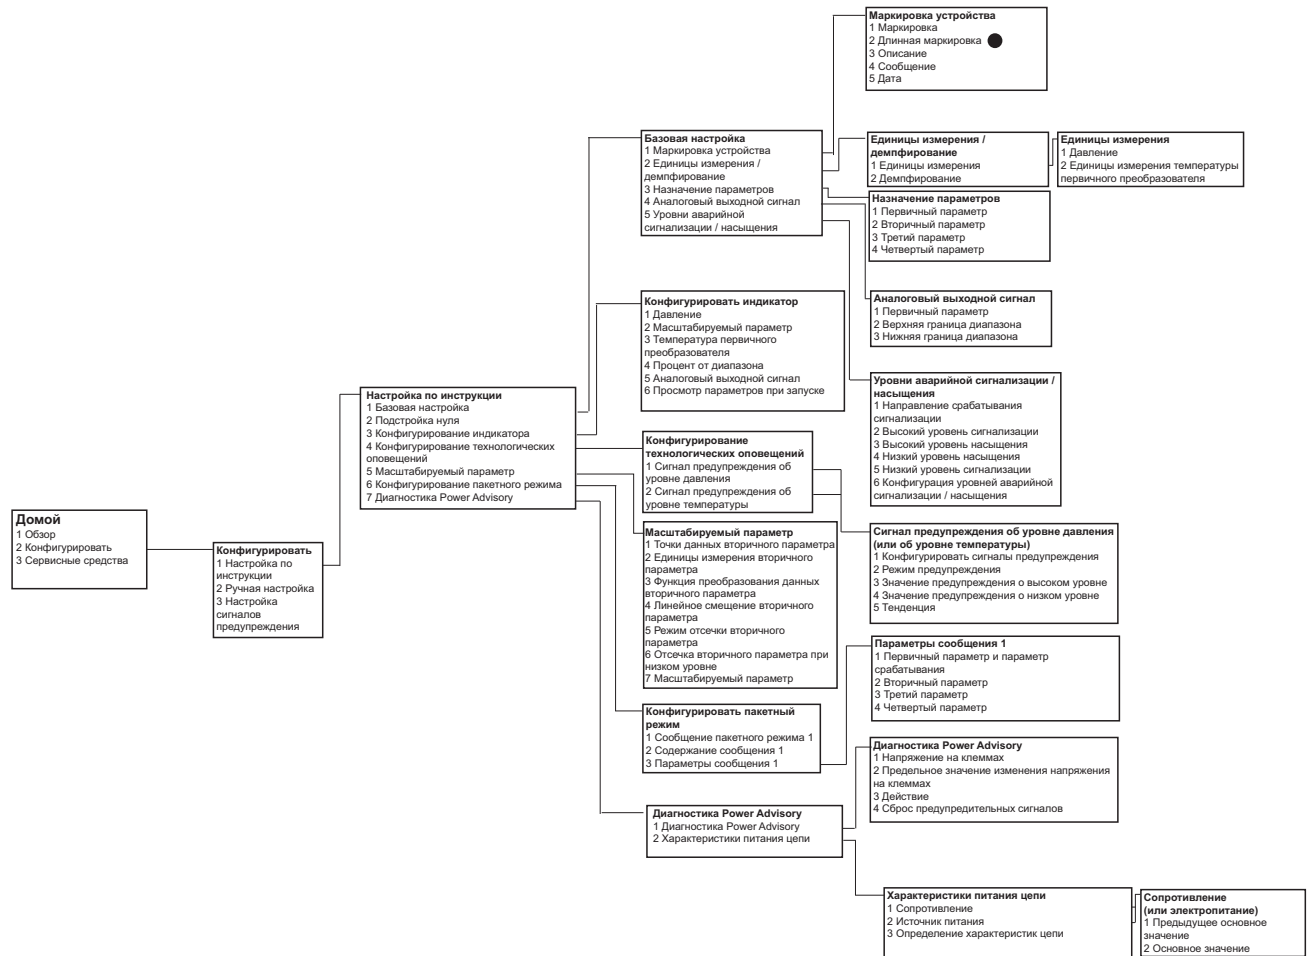 Домой
1 Обзор
2 Конфигурировать
3 Сервисные средства
Конфигурировать
1 Настройка по
инструкции
2 Ручная настройка
3 Настройка
сигналов
предупреждения
Настройка по инструкции
1 Базовая настройка
2 Подстройка нуля
3 Конфигурирование индикатора
4 Конфигурирование технологических
оповещений
5 Масштабируемый параметр
6 Конфигурирование пакетного режима
7 Диагностика Power Advisory
Базовая настройка
1 Маркировка устройства
2 Единицы измерения /
демпфирование
3 Назначение параметров
4 Аналоговый выходной сигнал
5 Уровни аварийной
сигнализации / насыщения
Конфигурировать индикатор
1 Давление
2 Масштабируемый параметр
3 Температура первичного
преобразователя
4 Процент от диапазона
5 Аналоговый выходной сигнал
6 Просмотр параметров при запуске
Конфигурирование
технологических оповещений
1 Сигнал предупреждения об
уровне давления
2 Сигнал предупреждения об
уровне температуры
Масштабируемый параметр
1 Точки данных вторичного параметра
2 Единицы измерения вторичного
параметра
3 Функция преобразования данных
вторичного параметра
4 Линейное смещение вторичного
параметра
5 Режим отсечки вторичного
параметра
6 Отсечка вторичного параметра при
низком уровне
7 Масштабируемый параметр
Конфигурировать пакетный
режим
1 Сообщение пакетного режима 1
2 Содержание сообщения 1
3 Параметры сообщения 1
Диагностика Power Advisory
1 Диагностика Power Advisory
2 Характеристики питания цепи
Маркировка устройства
1 Маркировка
2 Длинная маркировка
3 Описание
4 Сообщение
5 Дата
Единицы измерения /
демпфирование
1 Единицы измерения
2 Демпфирование
Единицы измерения
1 Давление
2 Единицы измерения температуры
первичного преобразователя
Назначение параметров
1 Первичный параметр
2 Вторичный параметр
3 Третий параметр
4 Четвертый параметр
Аналоговый выходной сигнал
1 Первичный параметр
2 Верхняя граница диапазона
3 Нижняя граница диапазона
Уровни аварийной сигнализации /
насыщения
1 Направление срабатывания
сигнализации
2 Высокий уровень сигнализации
3 Высокий уровень насыщения
4 Низкий уровень насыщения
5 Низкий уровень сигнализации
6 Конфигурация уровней аварийной
сигнализации / насыщения
Сигнал предупреждения об уровне давления
(или об уровне температуры)
1 Конфигурировать сигналы предупреждения
2 Режим предупреждения
3 Значение предупреждения о высоком уровне
4 Значение предупреждения о низком уровне
5 Тенденция
Параметры сообщения 1
1 Первичный параметр и параметр
срабатывания
2 Вторичный параметр
3 Третий параметр
4 Четвертый параметр
Диагностика Power Advisory
1 Напряжение на клеммах
2 Предельное значение изменения напряжения
на клеммах
3 Действие
4 Сброс предупредительных сигналов
Характеристики питания цепи
1 Сопротивление
2 Источник питания
3 Определение характеристик цепи
Сопротивление
(или электропитание)
1 Предыдущее основное
значение
2 Основное значение